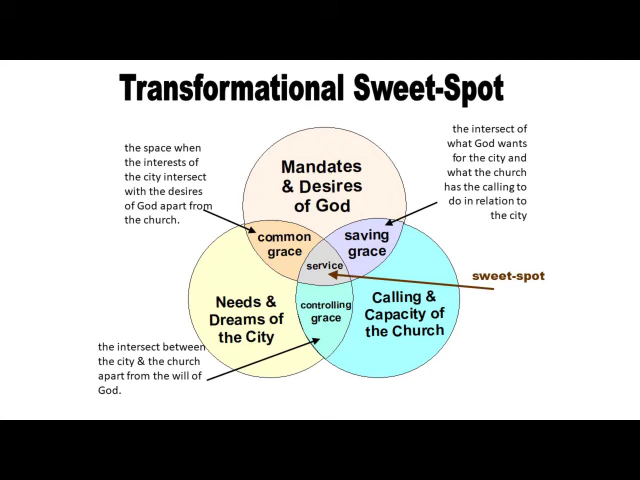 Transformational Sweet-Spot
the space when
the interests of
the city intersect
with the desires
of God apart from
the church.
the intersect of
what God wants
for the city and
what the church
has the calling to
do in relation to
the city
Mandates
& Desires
of God
common
grace
saving
grace
service
sweet-spot
Needs &
Dreams of
the City
controlling
grace
Calling &
Capacity of
the Church
the intersect between
the city & the church
apart from the will of
God.